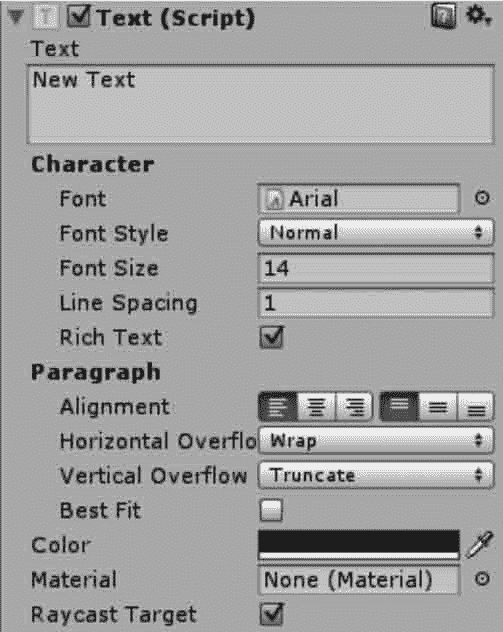 Text (Script)
Text
New Text
Character
Font Arial
Font Style Normal
Font Size 14
Line Spacing 1
Rich Text
Paragraph
Alignment
Horizontal Overflo Wrap
Vertical Overflow Truncate
Best Fit
Color
Material None (Material)
Raycast Target